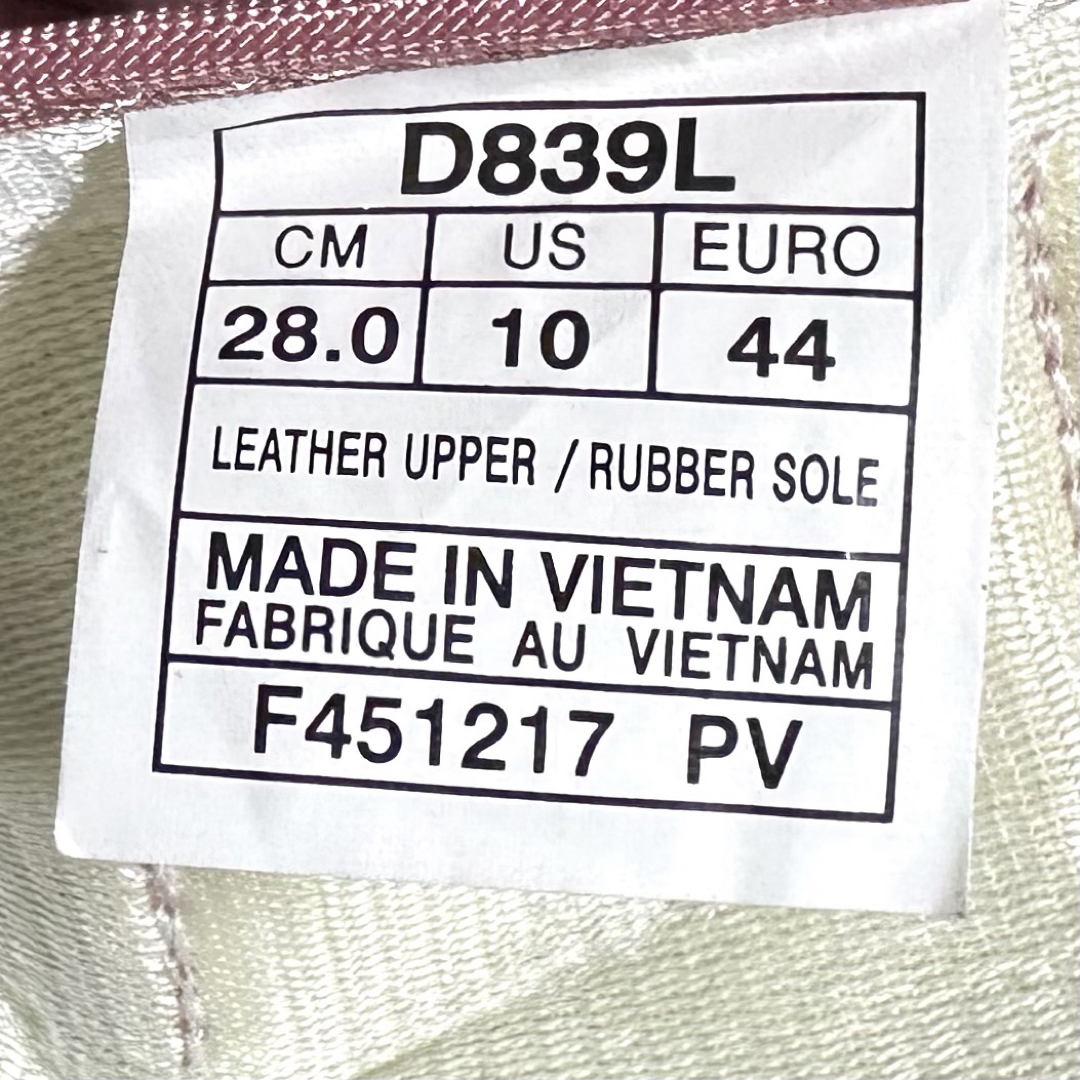 D839L
CM US EURO
28.0 10 44
LEATHER UPPER / RUBBER SOLE
MADE IN VIETNAM
FABRIQUE AU VIETNAM
F451217 PV